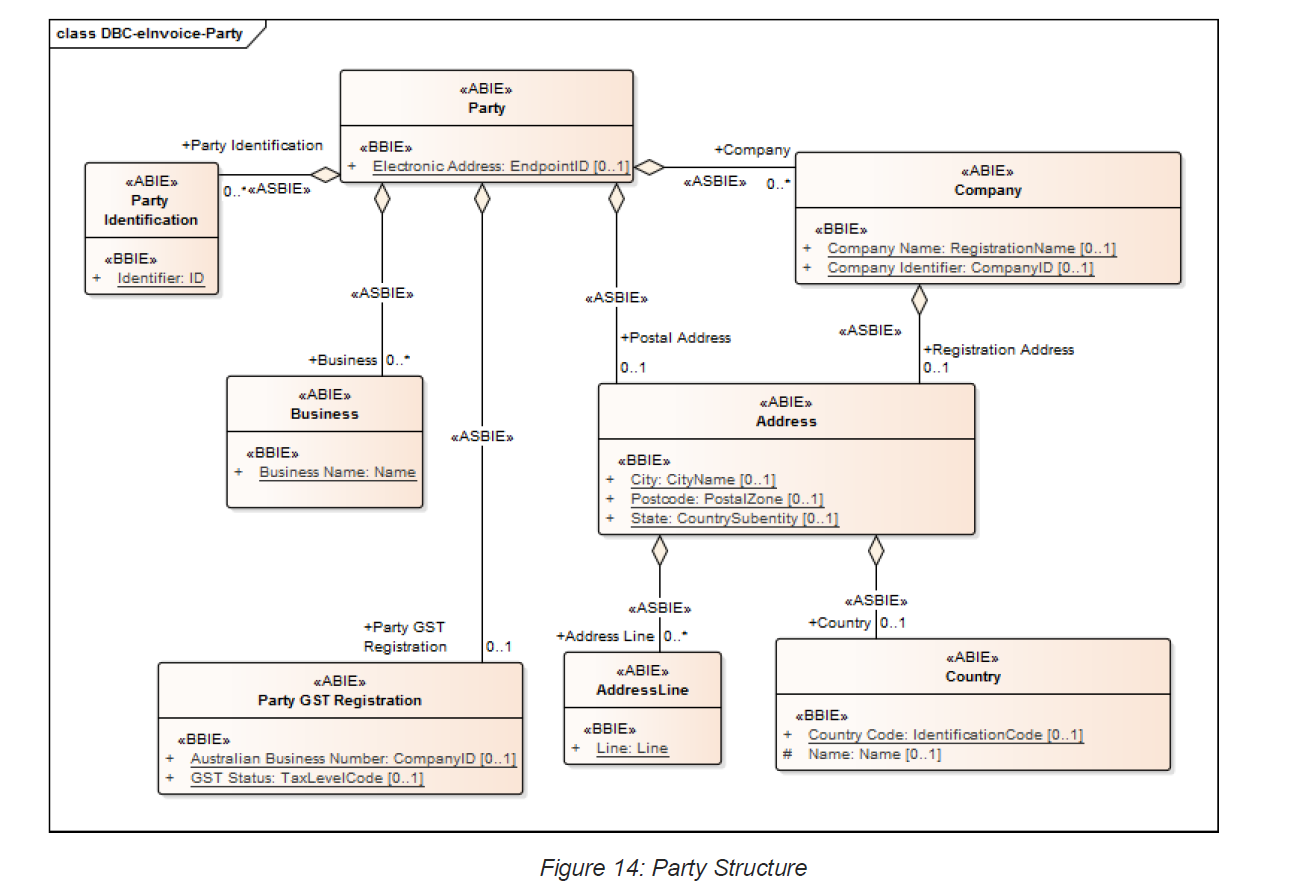 class DBC-eInvoice-Party
«ABIE»
Party
«BBIE»
+ Electronic Address: EndpointID [0..1]
+Party Identification
0..*
«ASBIE»
«ABIE»
Party
Identification
«BBIE»
+ Identifier: ID
+Company
«ASBIE»
0..*
«ABIE»
Company
«BBIE»
+ Company Name: RegistrationName [0..1]
+ Company Identifier: CompanyID [0..1]
«ASBIE»
+Business 0..*
«ABIE»
Business
«BBIE»
+ Business Name: Name
«ASBIE»
+Postal Address
0..1
«ASBIE»
+Registration Address
0..1
«ABIE»
Address
«BBIE»
+ City: CityName [0..1]
+ Postcode: PostalZone [0..1]
+ State: CountrySubentity [0..1]
«ASBIE»
+Party GST
Registration
0..1
«ABIE»
Party GST Registration
«BBIE»
+ Australian Business Number: CompanyID [0..1]
+ GST Status: TaxLevelCode [0..1]
«ASBIE»
+Address Line 0..*
«ABIE»
AddressLine
«BBIE»
+ Line: Line
«ASBIE»
+Country 0..1
«ABIE»
Country
«BBIE»
+ Country Code: IdentificationCode [0..1]
# Name: Name [0..1]
Figure 14: Party Structure